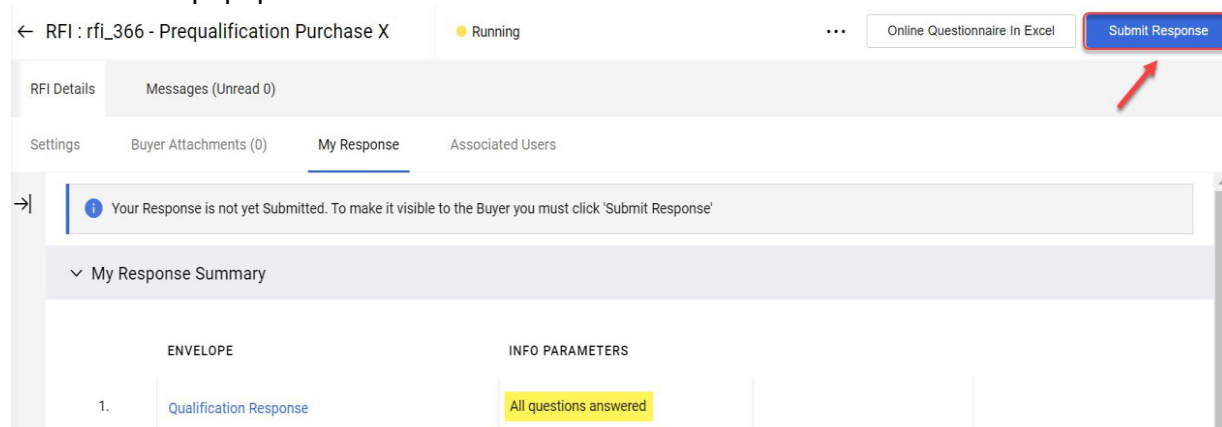 ← RFI : rfi_366 - Prequalification Purchase X Running ... Online Questionnaire In Excel Submit Response
RFI Details Messages (Unread 0)
Settings Buyer Attachments (0) My Response Associated Users
Your Response is not yet Submitted. To make it visible to the Buyer you must click 'Submit Response'
My Response Summary
ENVELOPE INFO PARAMETERS
1. Qualification Response All questions answered